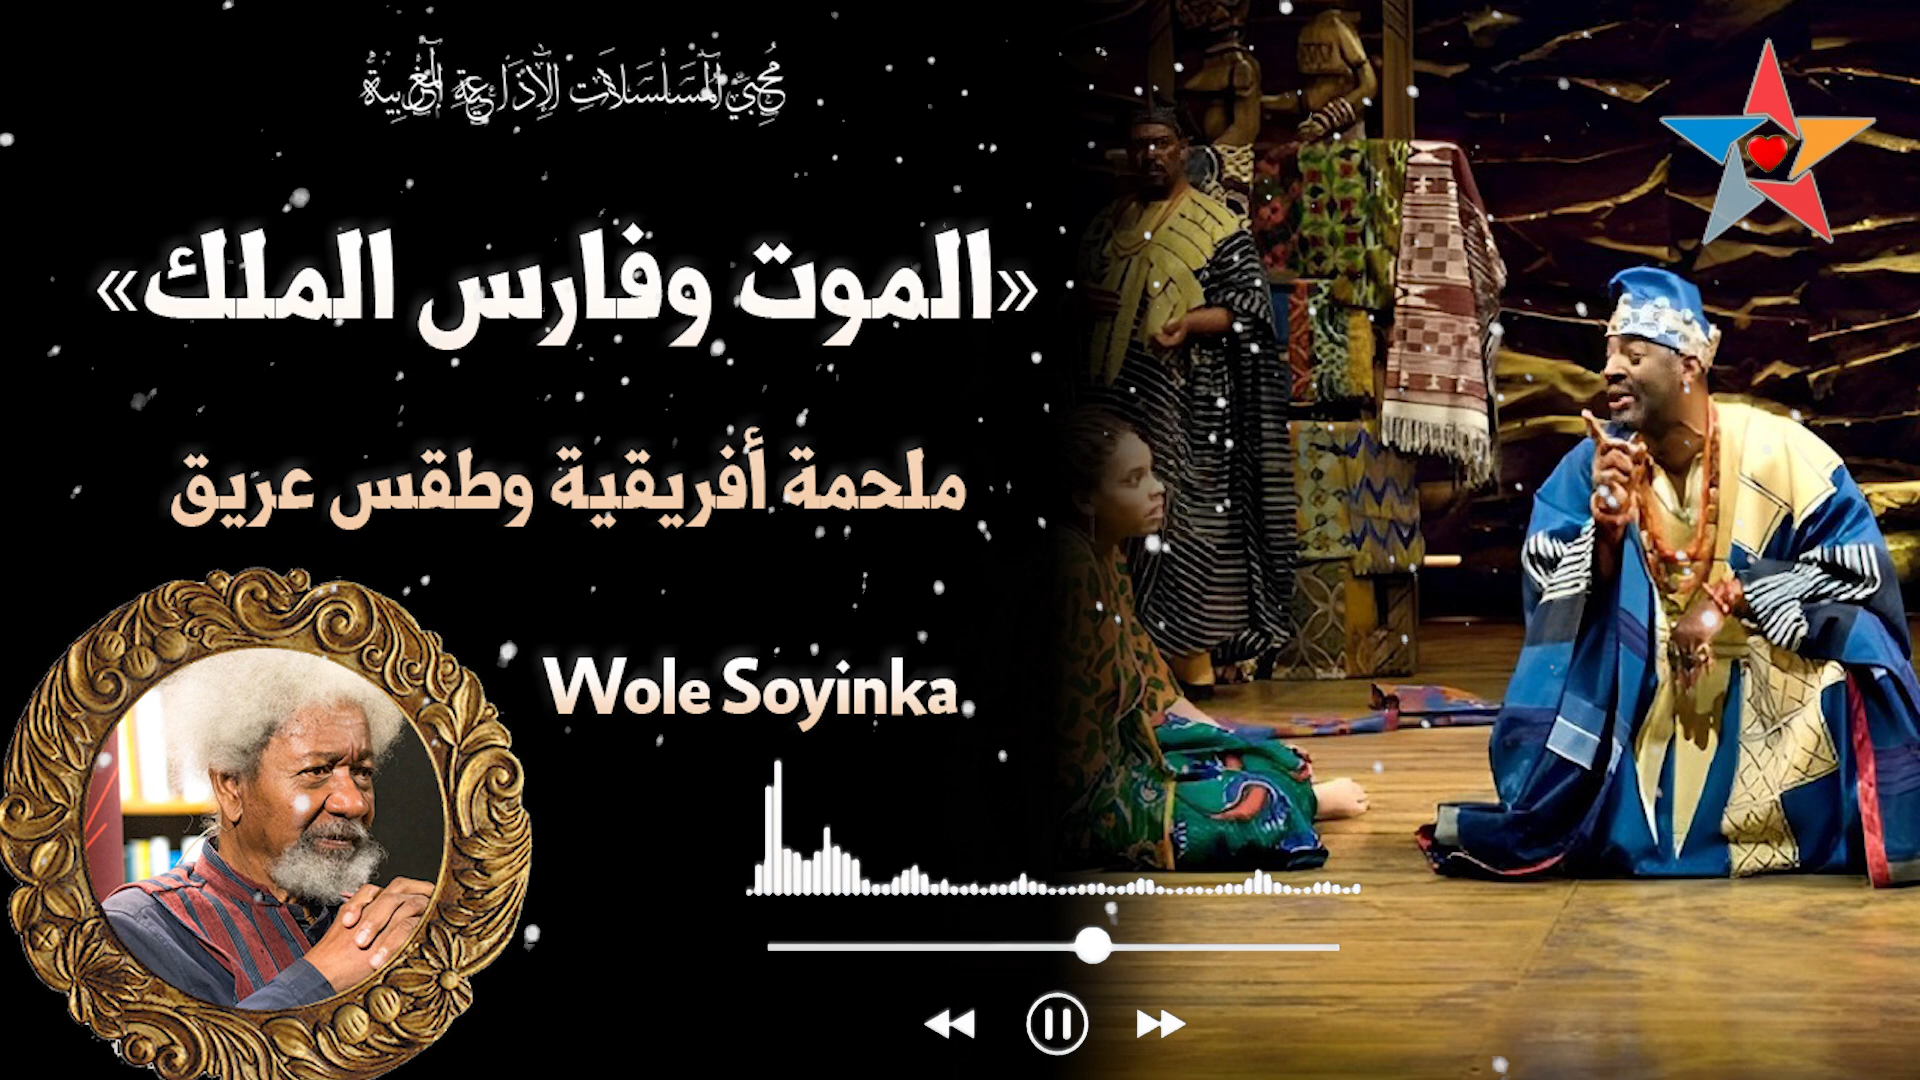 محبي المسلسلات الإذاعية المغربية
«الموت وفارس الملك»
ملحمة أفريقية وطقس عريق
Wole Soyinka